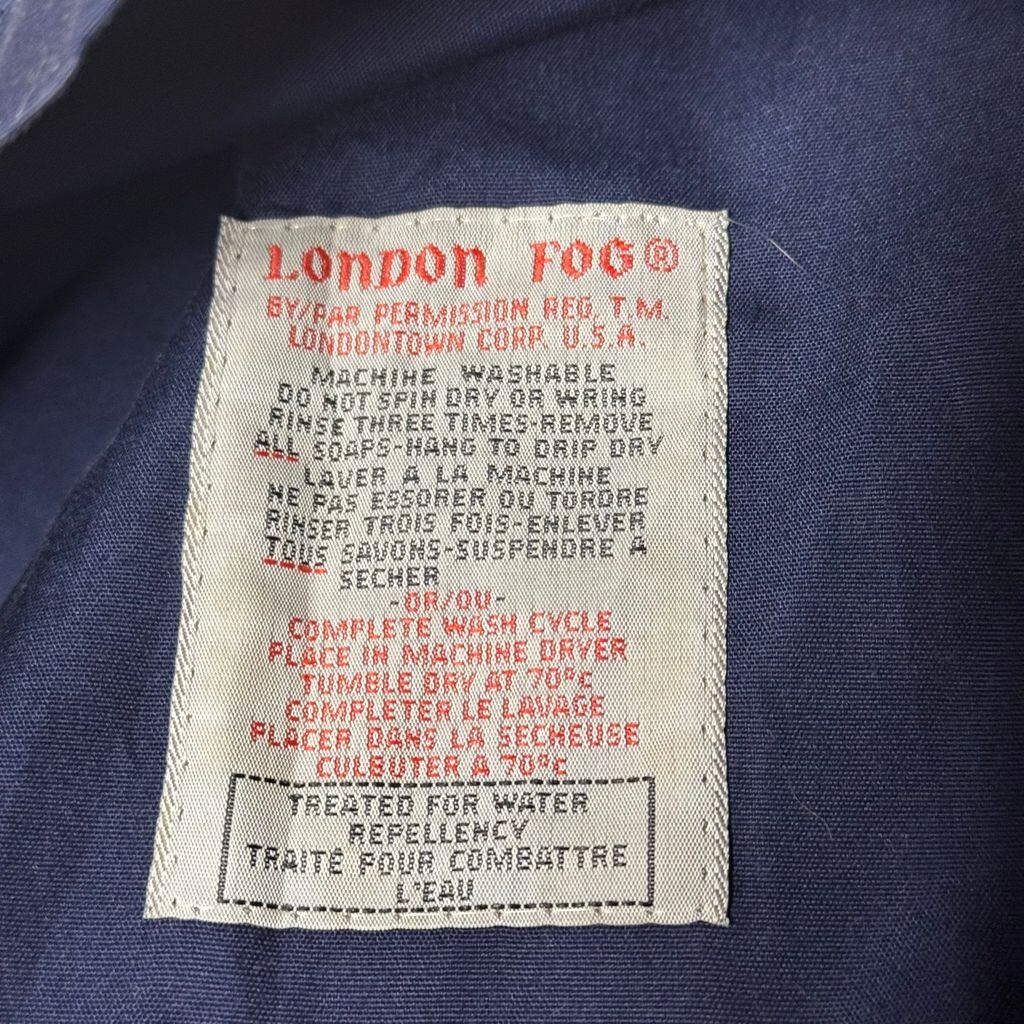 LONDON FOG®
BY/PAR PERMISSION REG. T.M.
LONDONTOWN CORP. U.S.A.
MACHINE WASHABLE
DO NOT SPIN DRY OR WRING
RINSE THREE TIMES-REMOVE
ALL SOAPS-HANG TO DRIP DRY
LAVER A LA MACHINE
NE PAS ESSORER OU TORDRE
RINSER TROIS FOIS-ENLEVER
TOUS SAVONS-SUSPENDRE A
SECHER
-OR/OU-
COMPLETE WASH CYCLE
PLACE IN MACHINE DRYER
TUMBLE DRY AT 70°C
COMPLETER LE LAVAGE
PLACER DANS LA SECHEUSE
CULBUTER A 70°C
TREATED FOR WATER
REPELLENCY
TRAITE POUR COMBATTRE
L'EAU